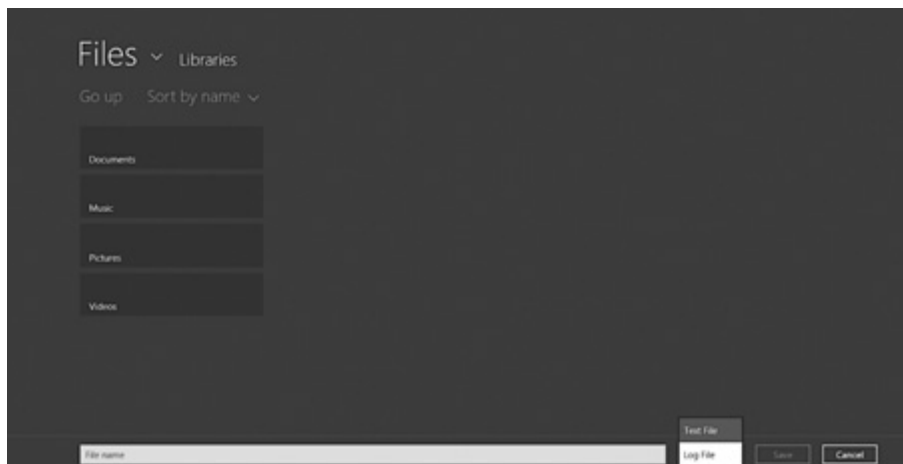 Files Libraries
Go up Sort by name
Documents
Music
Pictures
Videos
Text File
File name
Log File
Save
Cancel